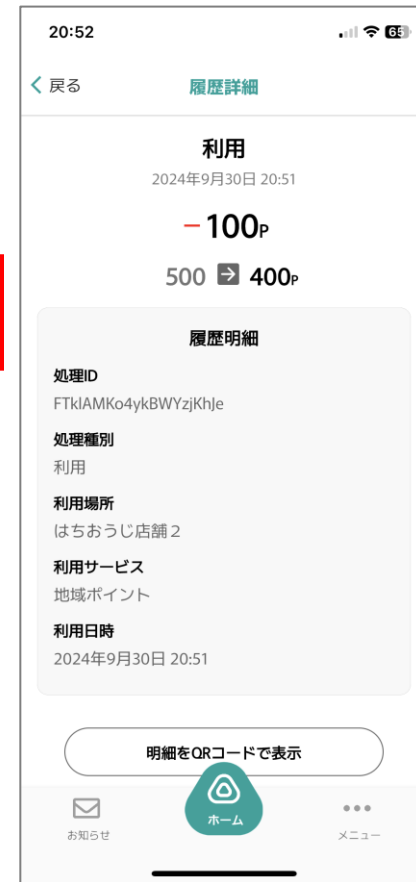 20:52
65
戻る
履歴詳細
利用
2024年9月30日 20:51
－100P
500 → 400P
履歴明細
処理ID
FTklAMKo4ykBWYzjKhJe
処理種別
利用
利用場所
はちおうじ店舗２
利用サービス
地域ポイント
利用日時
2024年9月30日 20:51
明細をQRコードで表示
お知らせ
ホーム
メニュー